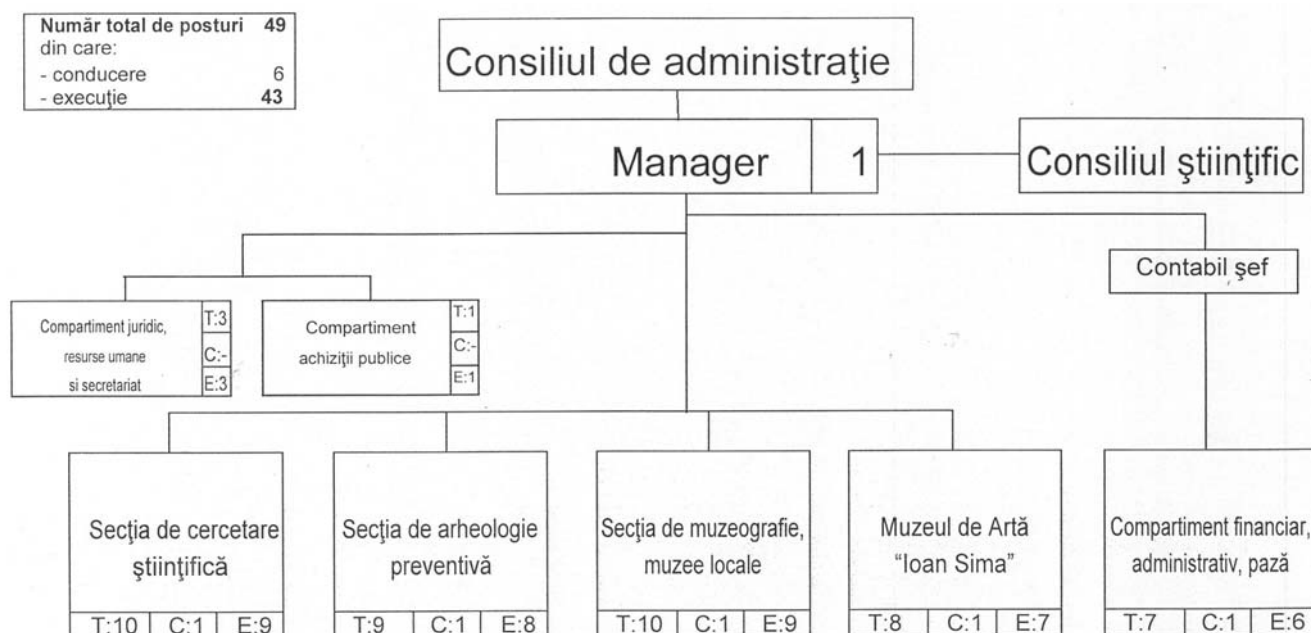 Număr total de posturi 49
din care:
- conducere 6
- execuţie 43
Consiliul de administraţie
Manager 1
Consiliul ştiinţific
Contabil şef
Compartiment juridic,
resurse umane
si secretariat
T:3
C:-
E:3
Compartiment
achiziţii publice
T:1
C:-
E:1
Secţia de cercetare
ştiinţifică
T:10 C:1 E:9
Secţia de arheologie
preventivă
T:9 C:1 E:8
Secţia de muzeografie,
muzee locale
T:10 C:1 E:9
Muzeul de Artă
“Ioan Sima”
T:8 C:1 E:7
Compartiment financiar,
administrativ, pază
T:7 C:1 E:6